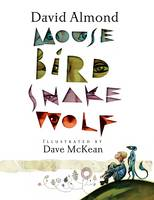 David Almond
MOUSE
BIRD
SNAKE
WOLF
ILLUSTRATED BY
Dave McKean